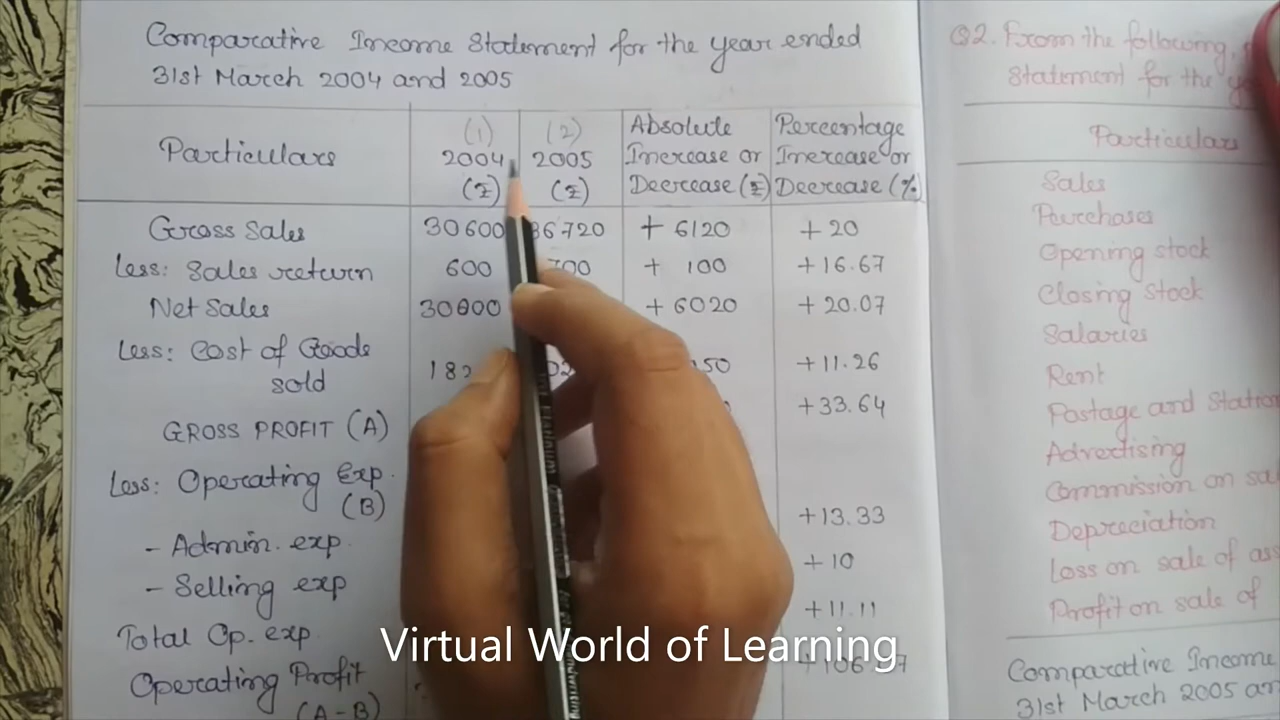 Comparative Income Statement for the year ended
31st March 2004 and 2005
Particulars
(1)
2004
(₹)
(2)
2005
(₹)
Absolute
Increase or
Decrease (₹)
Percentage
Increase or
Decrease (%)
Gross Sales 30600 36720 + 6120 + 20
Less: Sales return 600 700 + 100 +16.67
Net Sales 30000 + 6020 + 20.07
Less: Cost of Goods
sold +11.26
GROSS PROFIT (A) +33.64
Less: Operating Exp.
(B)
- Admin. exp. +13.33
- Selling exp +10
Total Op. exp. +11.11
Operating Profit
(A-B)
Virtual World of Learning
Q2. From the following,
Statement for the
Particulars
Sales
Purchases
Opening stock
Closing stock
Salaries
Rent
Postage and
Advertising
Commission on
Depreciation
Loss on sale of
Profit on sale of
Comparative Income
31st March 2005